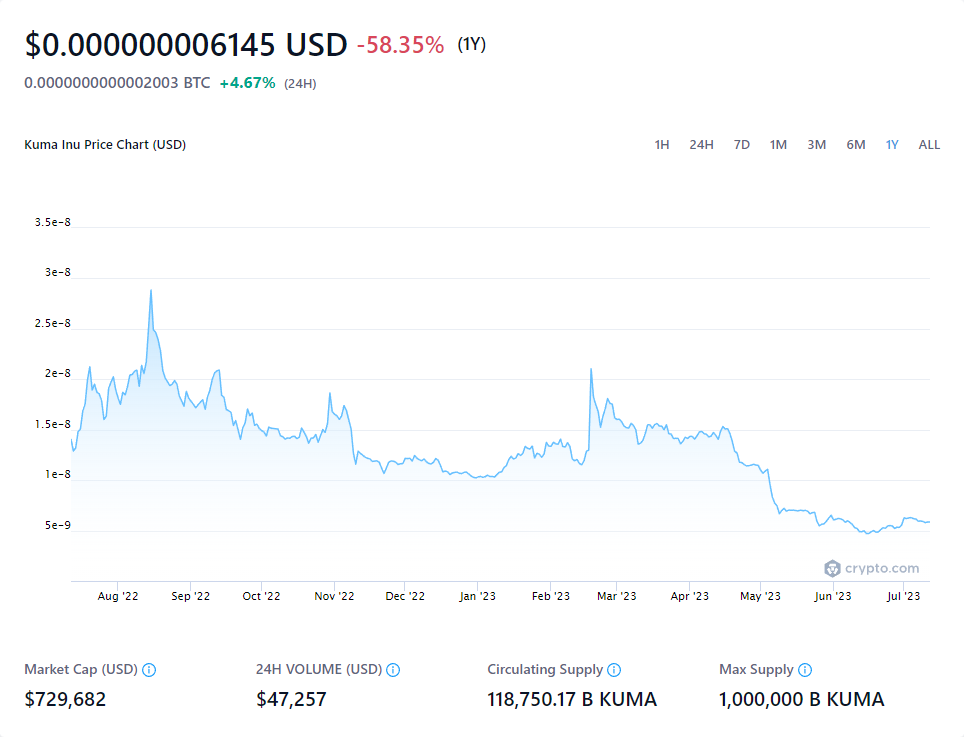 $0.000000006145 USD -58.35% (1Y)
0.0000000000002003 BTC +4.67% (24H)
Kuma Inu Price Chart (USD) 1H 24H 7D 1M 3M 6M 1Y ALL
3.5e-8
3e-8
2.5e-8
2e-8
1.5e-8
1e-8
5e-9
crypto.com
Aug '22 Sep '22 Oct '22 Nov '22 Dec '22 Jan '23 Feb '23 Mar '23 Apr '23 May '23 Jun '23 Jul '23
Market Cap (USD) 24H VOLUME (USD) Circulating Supply Max Supply
$729,682 $47,257 118,750.17 B KUMA 1,000,000 B KUMA